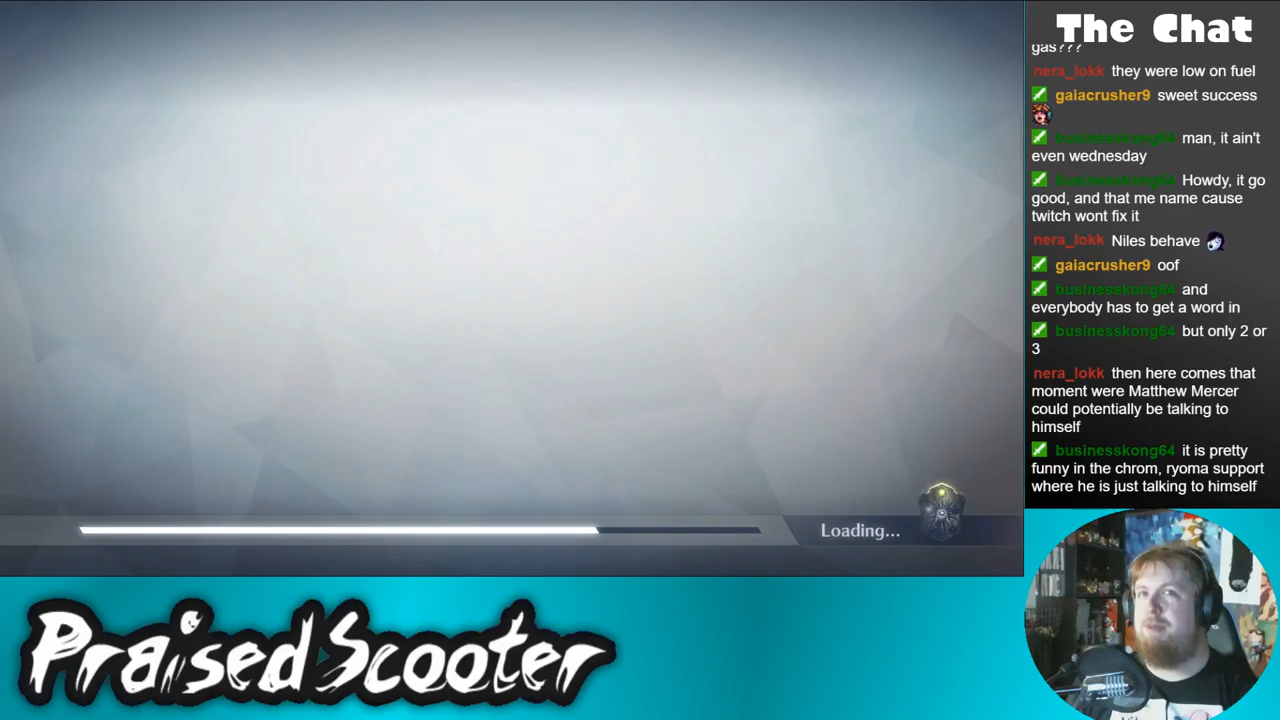 The Chat
gas???
nera_lokk they were low on fuel
gaiacrusher9 sweet success
businesskong64 man, it ain't
even wednesday
businesskong64 Howdy, it go
good, and that me name cause
twitch wont fix it
nera_lokk Niles behave
gaiacrusher9 oof
businesskong64 and
everybody has to get a word in
businesskong64 but only 2 or
3
nera_lokk then here comes that
moment were Matthew Mercer
could potentially be talking to
himself
businesskong64 it is pretty
funny in the chrom, ryoma support
where he is just talking to himself
Loading...
PraisedScooter